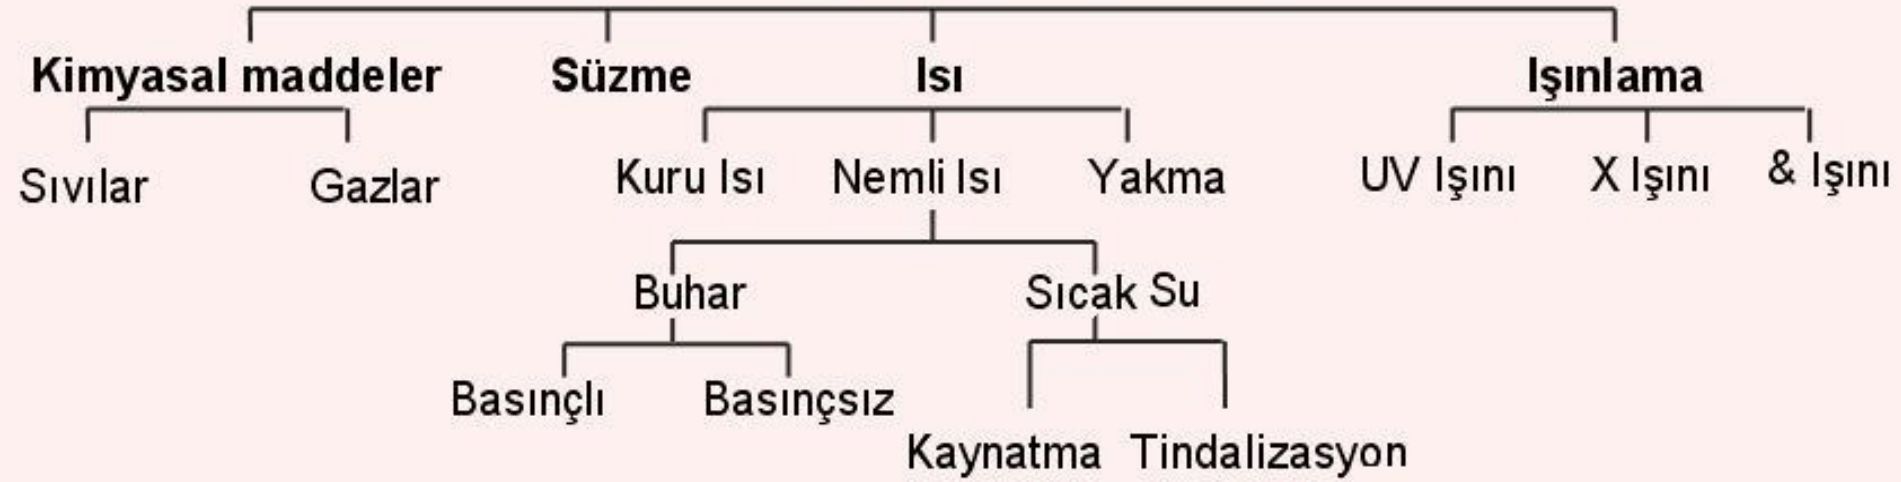 Kimyasal maddeler Süzme Isı Işınlama
Sıvılar Gazlar Kuru Isı Nemli Isı Yakma UV Işını X Işını & Işını
Buhar Sıcak Su
Basınçlı Basınçsız
Kaynatma Tindalizasyon